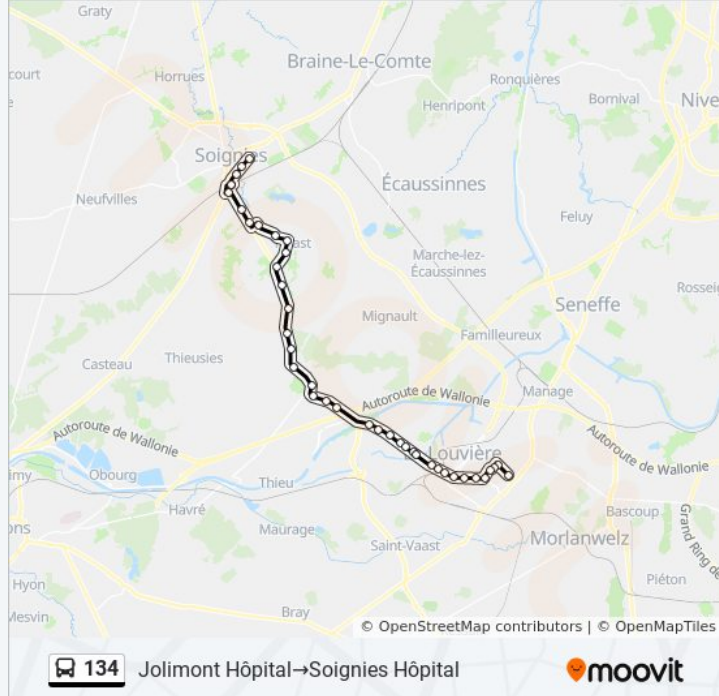 Graty
court
Horrues
Braine-Le-Comte
Ronquières
Henripont
Bornival
Nive
Soignies
Écaussinnes
Neufvilles
Feluy
ast
Marche-lez-
Écaussinnes
Rosseig
Seneffe
Mignault
Familleureux
Thieusies
Casteau
Autoroute de Wallonie
Manage
Autoroute de Wallonie
Louvière
Autoroute de Wallonie
imy
Obourg
Thieu
Havré
Bascoup
ons
Maurage
Saint-Vaast
Morlanwelz
Grand Ring de
Hyon
Piéton
Mesvin
Bray
© OpenStreetMap contributors | © OpenMapTiles
134 Jolimont Hôpital→Soignies Hôpital
moovit